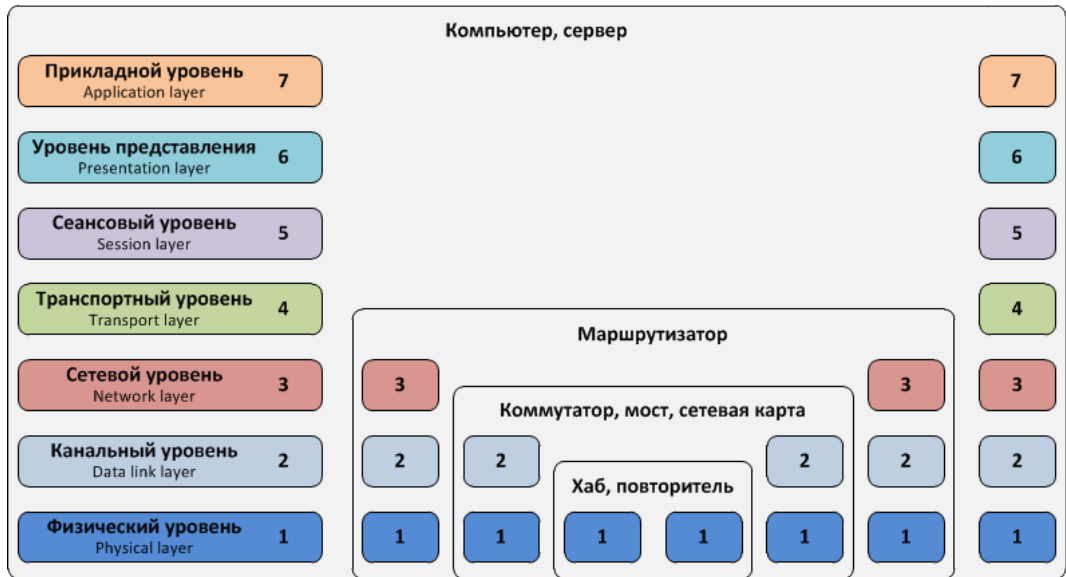 Компьютер, сервер
Прикладной уровень 7
Application layer
7
Уровень представления 6
Presentation layer
6
Сеансовый уровень 5
Session layer
5
Транспортный уровень 4
Transport layer
4
Маршрутизатор
Сетевой уровень 3
Network layer
3 3 3
Коммутатор, мост, сетевая карта
Канальный уровень 2
Data link layer
2 2 2 2 2
Хаб, повторитель
Физический уровень 1
Physical layer
1 1 1 1 1 1 1